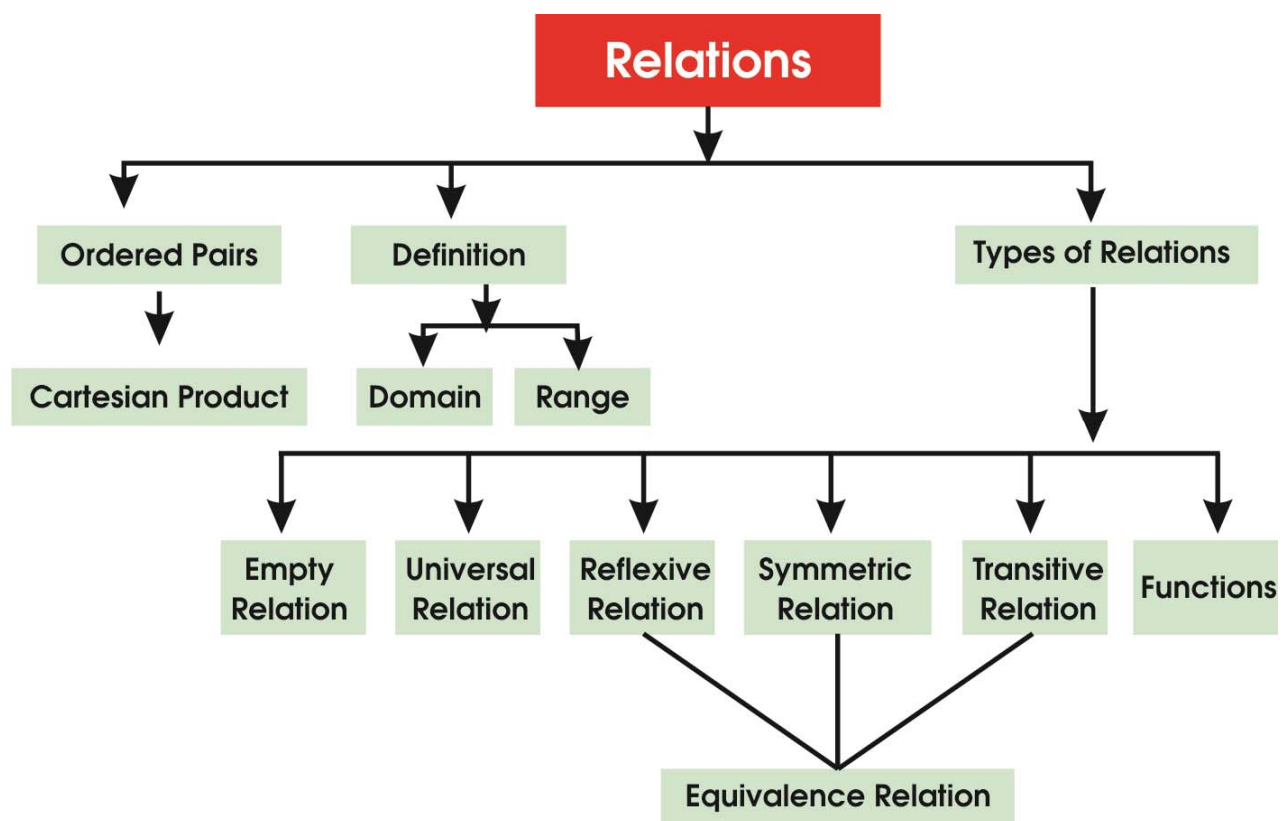 Relations
Ordered Pairs
Definition
Types of Relations
Cartesian Product
Domain
Range
Empty
Relation
Universal
Relation
Reflexive
Relation
Symmetric
Relation
Transitive
Relation
Functions
Equivalence Relation